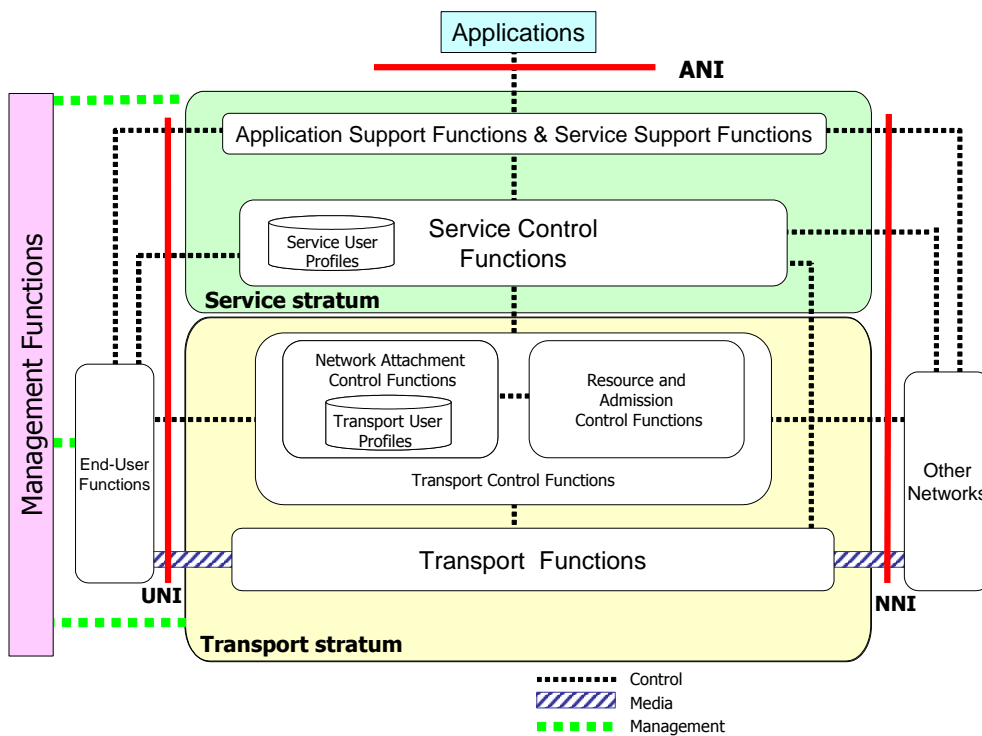 Applications
ANI
Application Support Functions & Service Support Functions
Service User
Profiles
Service Control
Functions
Service stratum
Management Functions
Network Attachment
Control Functions
Transport User
Profiles
Resource and
Admission
Control Functions
Transport Control Functions
End-User
Functions
Other
Networks
Transport Functions
UNI
NNI
Transport stratum
Control
Media
Management